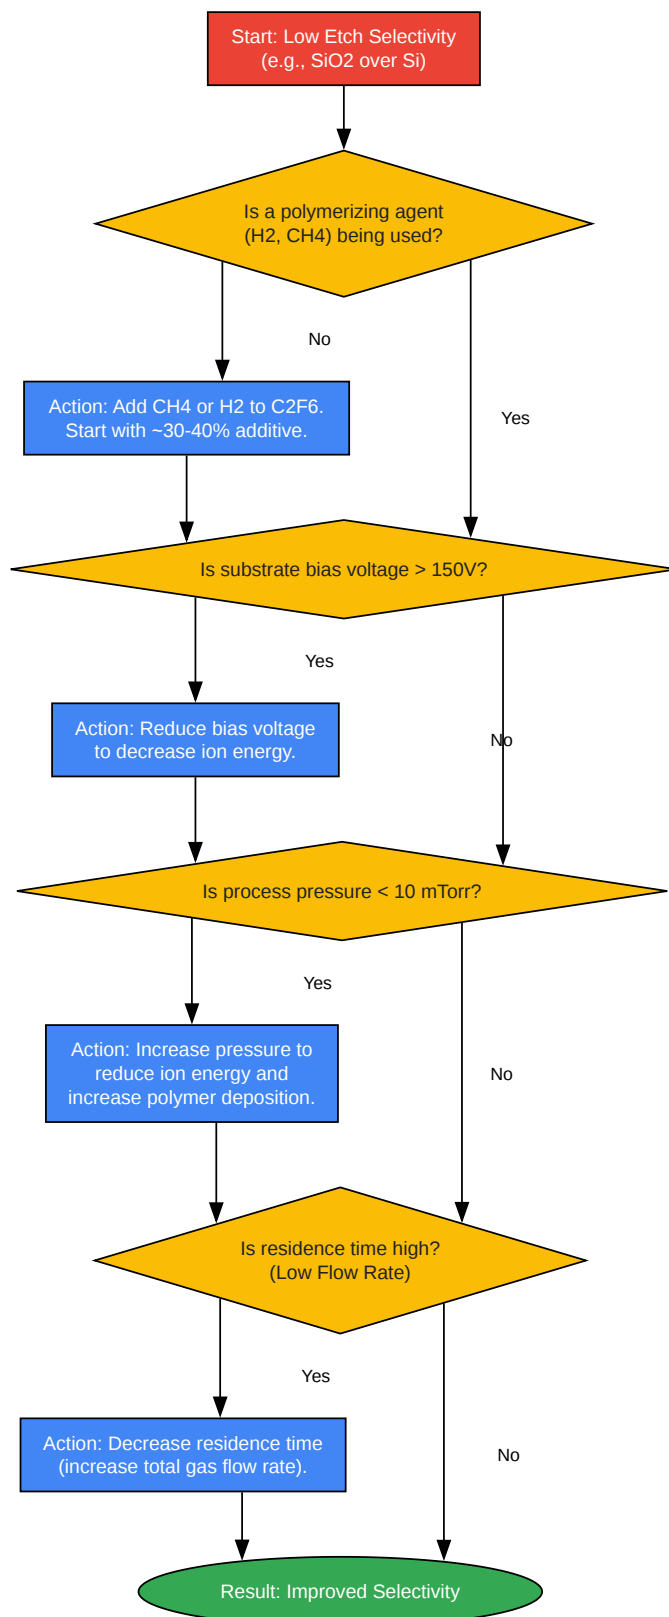 Start: Low Etch Selectivity
(e.g., SiO2 over Si)
Is a polymerizing agent
(H2, CH4) being used?
No
Action: Add CH4 or H2 to C2F6.
Start with ~30-40% additive.
Yes
Is substrate bias voltage > 150V?
Yes
Action: Reduce bias voltage
to decrease ion energy.
No
Is process pressure < 10 mTorr?
Yes
Action: Increase pressure to
reduce ion energy and
increase polymer deposition.
No
Is residence time high?
(Low Flow Rate)
Yes
Action: Decrease residence time
(increase total gas flow rate).
No
Result: Improved Selectivity